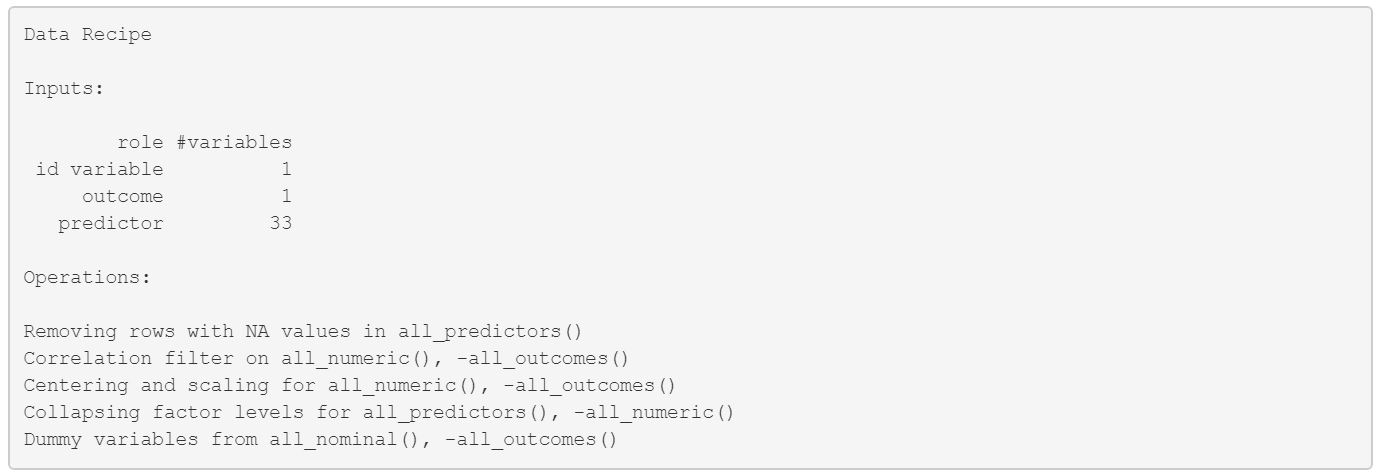 Data Recipe
Inputs:
role #variables
id variable 1
outcome 1
predictor 33
Operations:
Removing rows with NA values in all_predictors()
Correlation filter on all_numeric(), -all_outcomes()
Centering and scaling for all_numeric(), -all_outcomes()
Collapsing factor levels for all_predictors(), -all_numeric()
Dummy variables from all_nominal(), -all_outcomes()